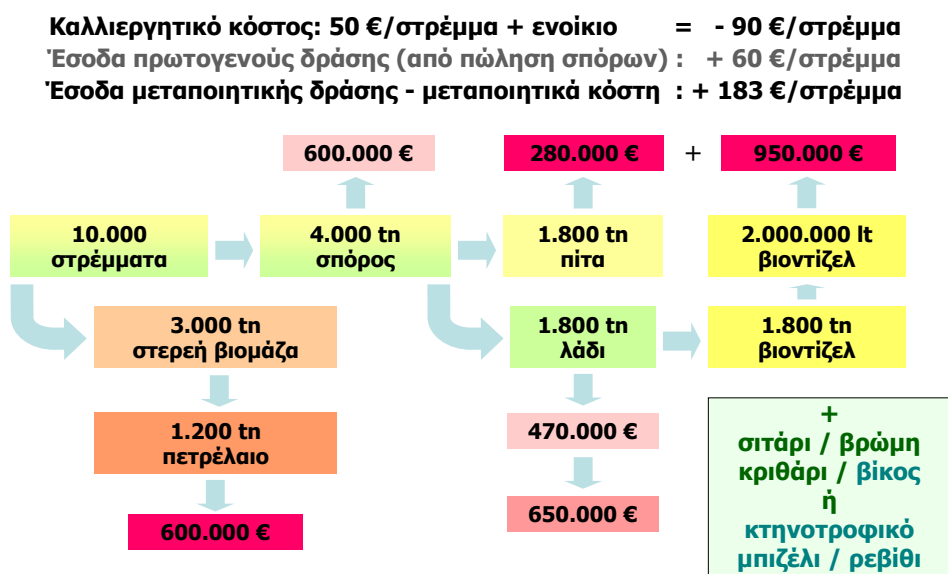 Καλλιεργητικό κόστος: 50 €/στρέμμα + ενοίκιο = - 90 €/στρέμμα
Έσοδα πρωτογενούς δράσης (από πώληση σπόρων) : + 60 €/στρέμμα
Έσοδα μεταποιητικής δράσης - μεταποιητικά κόστη : + 183 €/στρέμμα
600.000 €
280.000 € + 950.000 €
10.000
στρέμματα
4.000 tn
σπόρος
1.800 tn
πίτα
2.000.000 lt
βιοντίζελ
3.000 tn
στερεή βιομάζα
1.800 tn
λάδι
1.800 tn
βιοντίζελ
1.200 tn
πετρέλαιο
470.000 €
600.000 €
650.000 €
+
σιτάρι / βρώμη
κριθάρι / βίκος
ή
κτηνοτροφικό
μπιζέλι / ρεβίθι